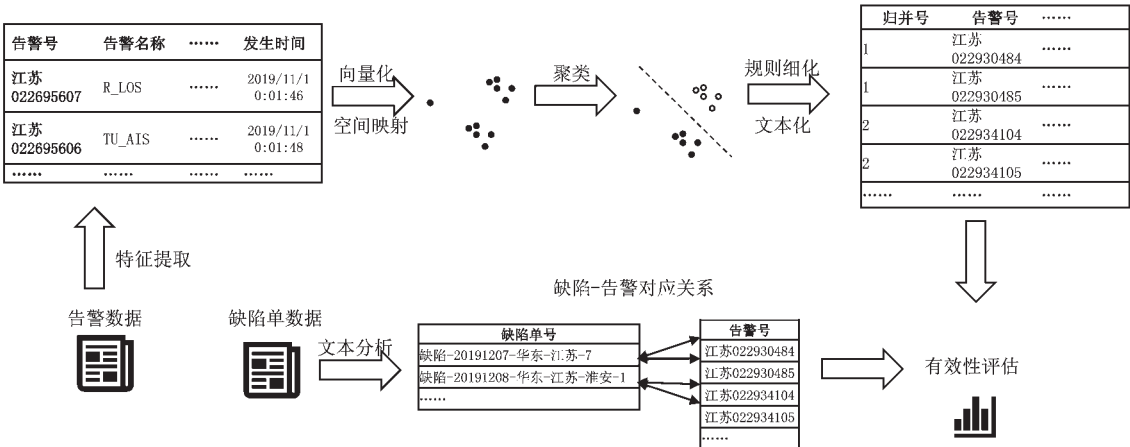 告警号 告警名称 …… 发生时间
江苏
022695607 R_LOS …… 2019/11/1
0:01:46
江苏
022695606 TU_AIS …… 2019/11/1
0:01:48
…… …… …… ……
向量化
空间映射
聚类
规则细化
文本化
归并号 告警号 ……
1 江苏
022930484 ……
1 江苏
022930485 ……
2 江苏
022934104 ……
2 江苏
022934105 ……
…… …… ……
特征提取
告警数据
缺陷单数据
文本分析
缺陷-告警对应关系
缺陷单号
缺陷-20191207-华东-江苏-7
缺陷-20191208-华东-江苏-淮安-1
……
告警号
江苏022930484
江苏022930485
江苏022934104
江苏022934105
……
有效性评估